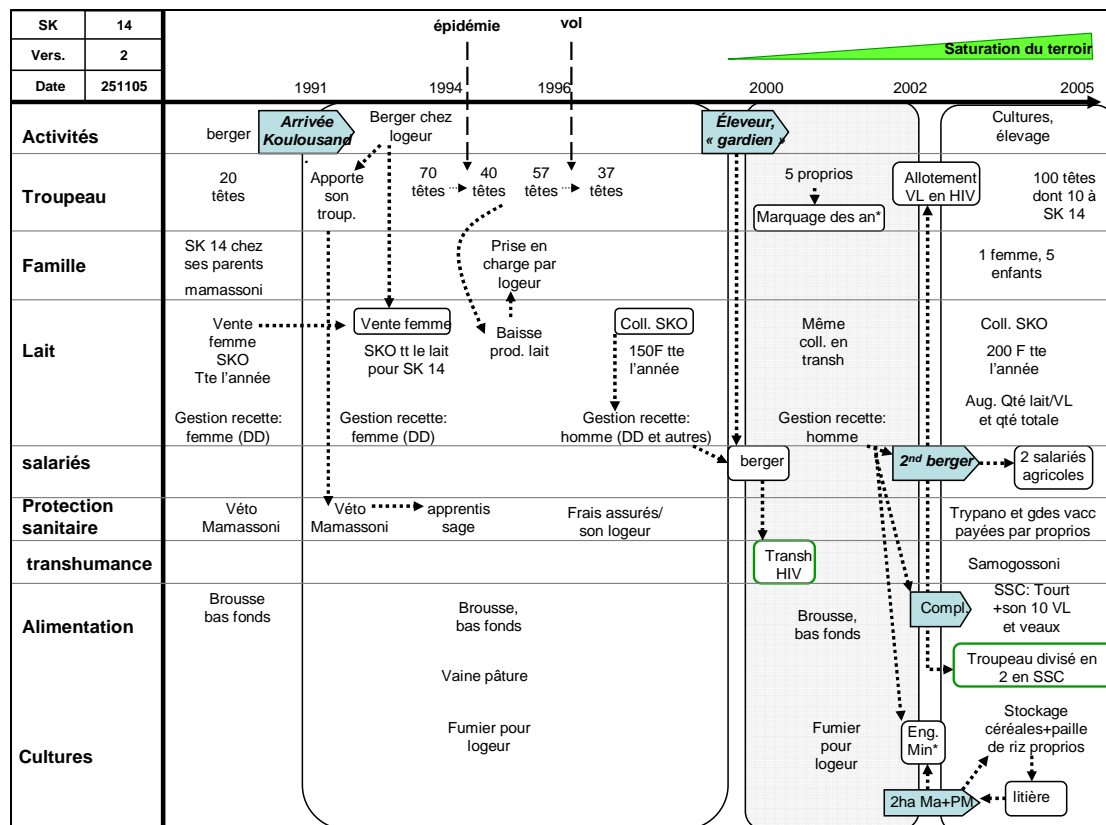 SK 14
Vers. 2
Date 251105
épidémie
vol
Saturation du terroir
1991 1994 1996 2000 2002 2005
Activités
berger
Arrivée
Koulousand
Berger chez
logeur
Éleveur,
« gardien »
Cultures,
élevage
Troupeau
20
têtes
Apporte
son
troup.
70
têtes
40
têtes
57
têtes
37
têtes
5 proprios
Marquage des an*
Allotement
VL en HIV
100 têtes
dont 10 à
SK 14
Famille
SK 14 chez
ses parents
mamassoni
Prise en
charge par
logeur
1 femme, 5
enfants
Lait
Vente
femme
SKO
Tte l'année
Vente femme
SKO tt le lait
pour SK 14
Baisse
prod. lait
Coll. SKO
150F tte
l'année
Même
coll. en
transh
Coll. SKO
200 F tte
l'année
Aug. Qté lait/VL
et qté totale
Gestion recette:
femme (DD)
Gestion recette:
femme (DD)
Gestion recette:
homme (DD et autres)
Gestion recette:
homme
salariés
berger
2nd berger
2 salariés
agricoles
Protection
sanitaire
Véto
Mamassoni
Véto
Mamassoni
apprentis
sage
Frais assurés/
son logeur
Trypano et gdes vacc
payées par proprios
transhumance
Transh
HIV
Samogossoni
Alimentation
Brousse
bas fonds
Brousse,
bas fonds
Vaine pâture
Brousse,
bas fonds
Compl.
SSC: Tourt
+son 10 VL
et veaux
Troupeau divisé en
2 en SSC
Cultures
Fumier pour
logeur
Fumier
pour
logeur
Eng.
Min*
Stockage
céréales+paille
de riz proprios
2ha Ma+PM
litière